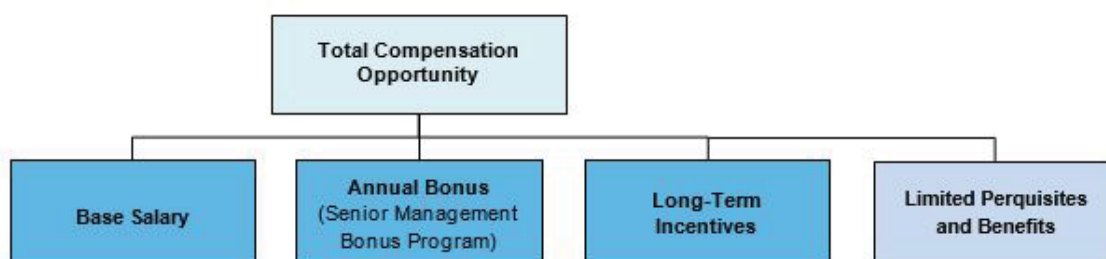 Total Compensation
Opportunity
Base Salary
Annual Bonus
(Senior Management
Bonus Program)
Long-Term
Incentives
Limited Perquisites
and Benefits